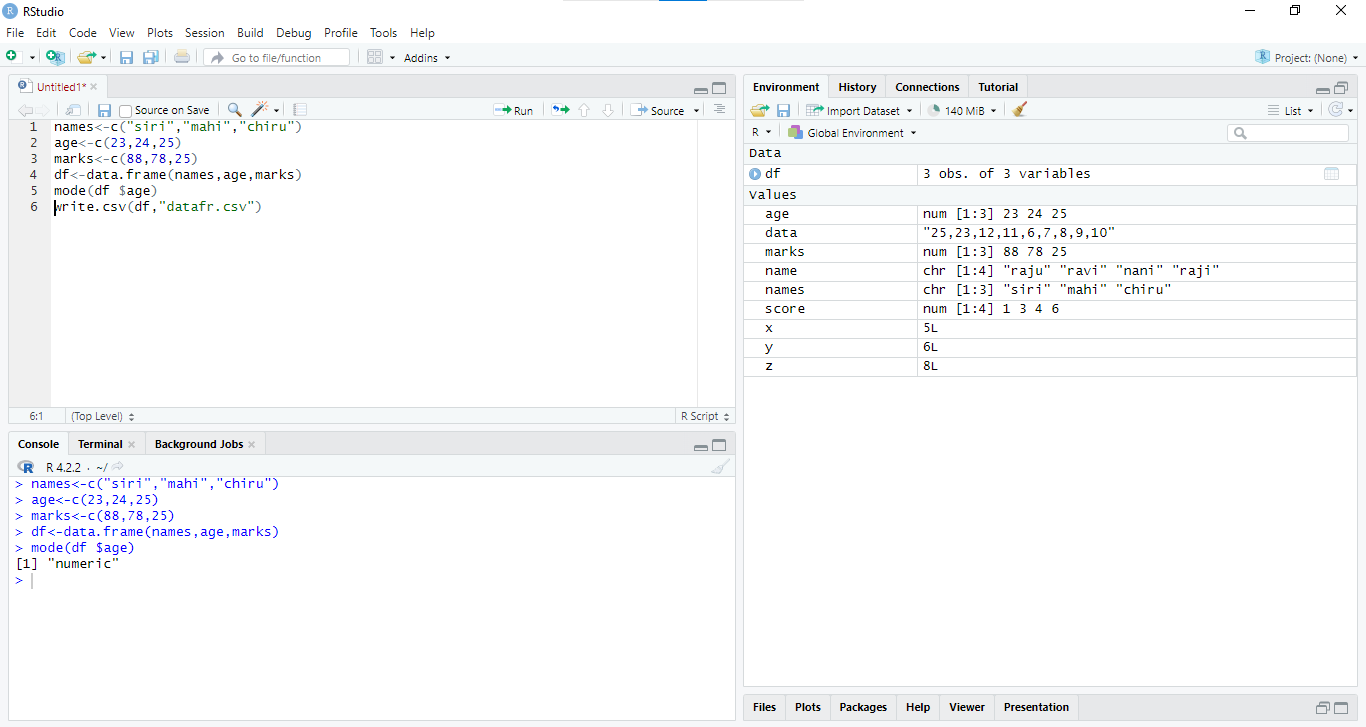 RStudio
File Edit Code View Plots Session Build Debug Profile Tools Help
Go to file/function Addins Project: (None)
Untitled1*
Source on Save Run Source
1 names<-c("siri","mahi","chiru")
2 age<-c(23,24,25)
3 marks<-c(88,78,25)
4 df<-data.frame(names,age,marks)
5 mode(df $age)
6 write.csv(df,"datafr.csv")
6:1 (Top Level) R Script
Console Terminal Background Jobs
R 4.2.2 · ~/
> names<-c("siri","mahi","chiru")
> age<-c(23,24,25)
> marks<-c(88,78,25)
> df<-data.frame(names,age,marks)
> mode(df $age)
[1] "numeric"
>
Environment History Connections Tutorial
Import Dataset 140 MiB List
R Global Environment
Data
df 3 obs. of 3 variables
Values
age num [1:3] 23 24 25
data "25,23,12,11,6,7,8,9,10"
marks num [1:3] 88 78 25
name chr [1:4] "raju" "ravi" "nani" "raji"
names chr [1:3] "siri" "mahi" "chiru"
score num [1:4] 1 3 4 6
x 5L
y 6L
z 8L
Files Plots Packages Help Viewer Presentation